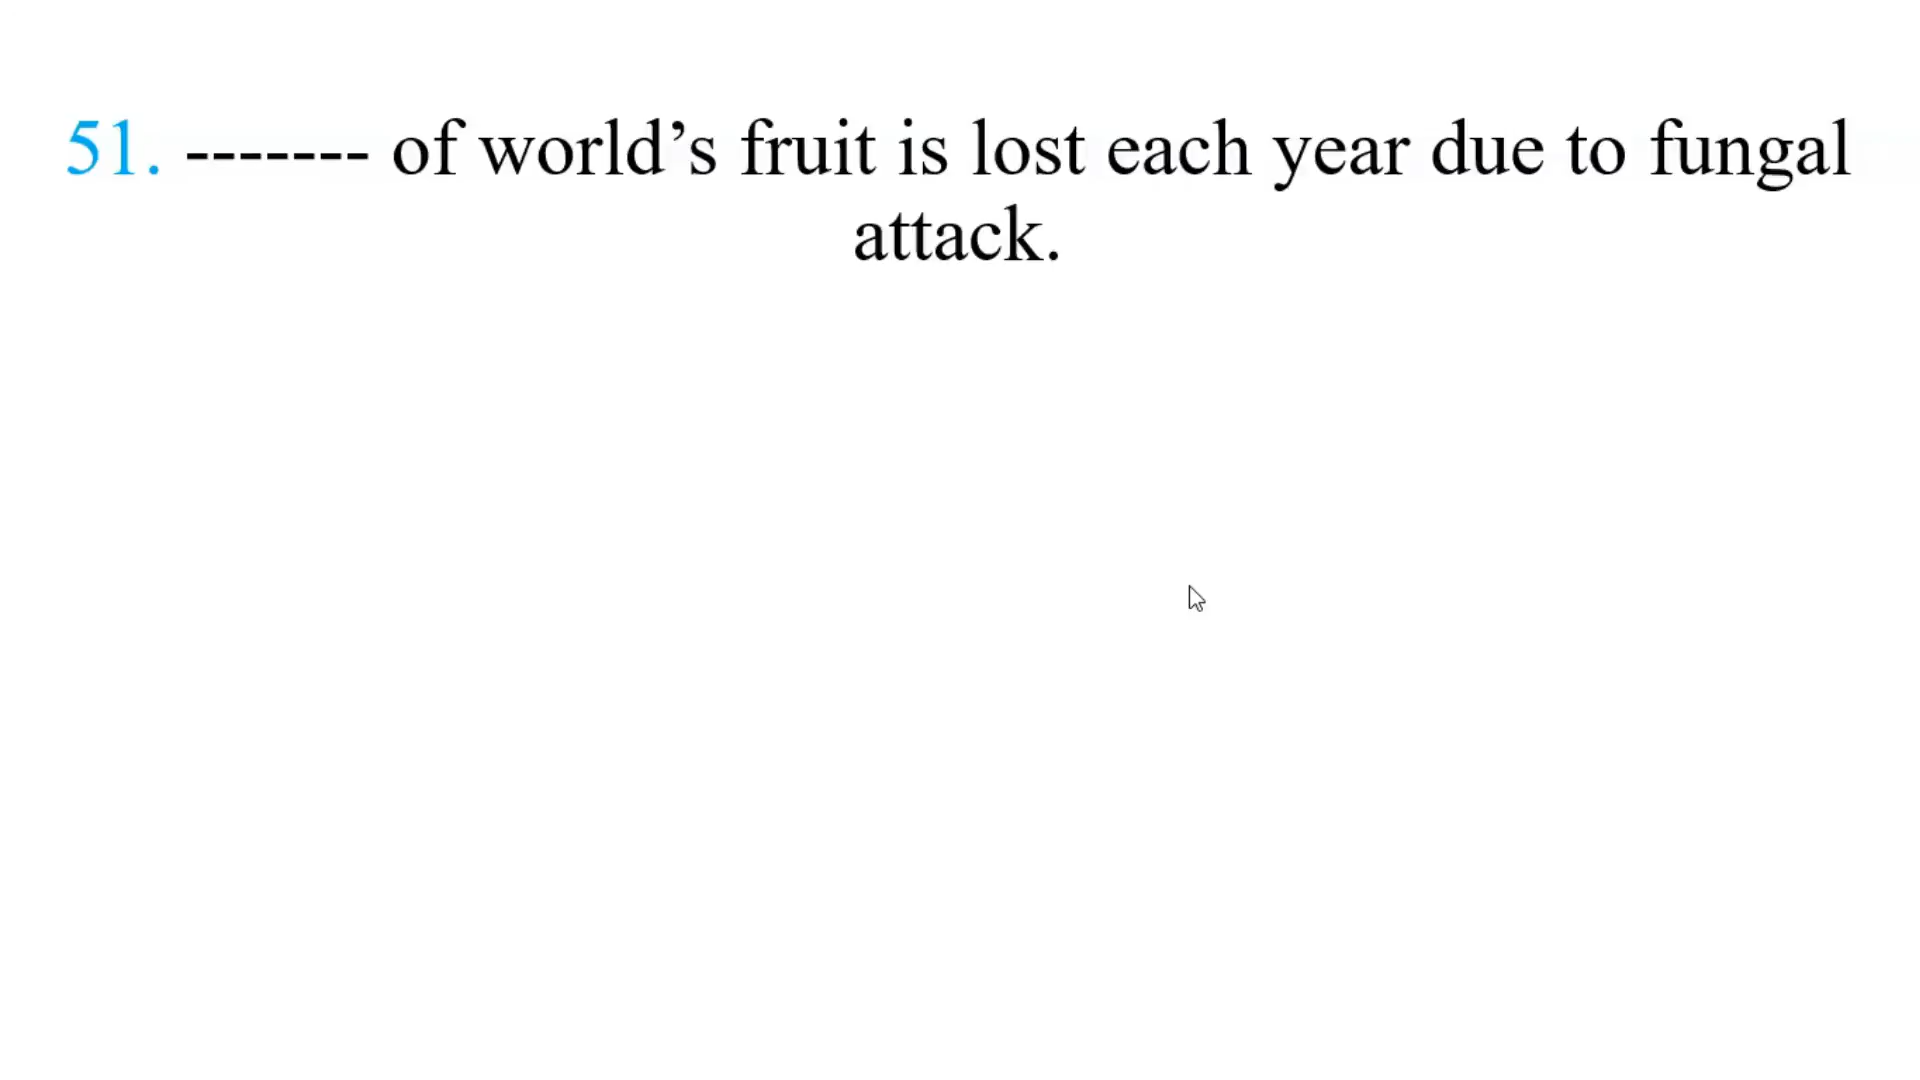 51. ------- of world’s fruit is lost each year due to fungal
attack.